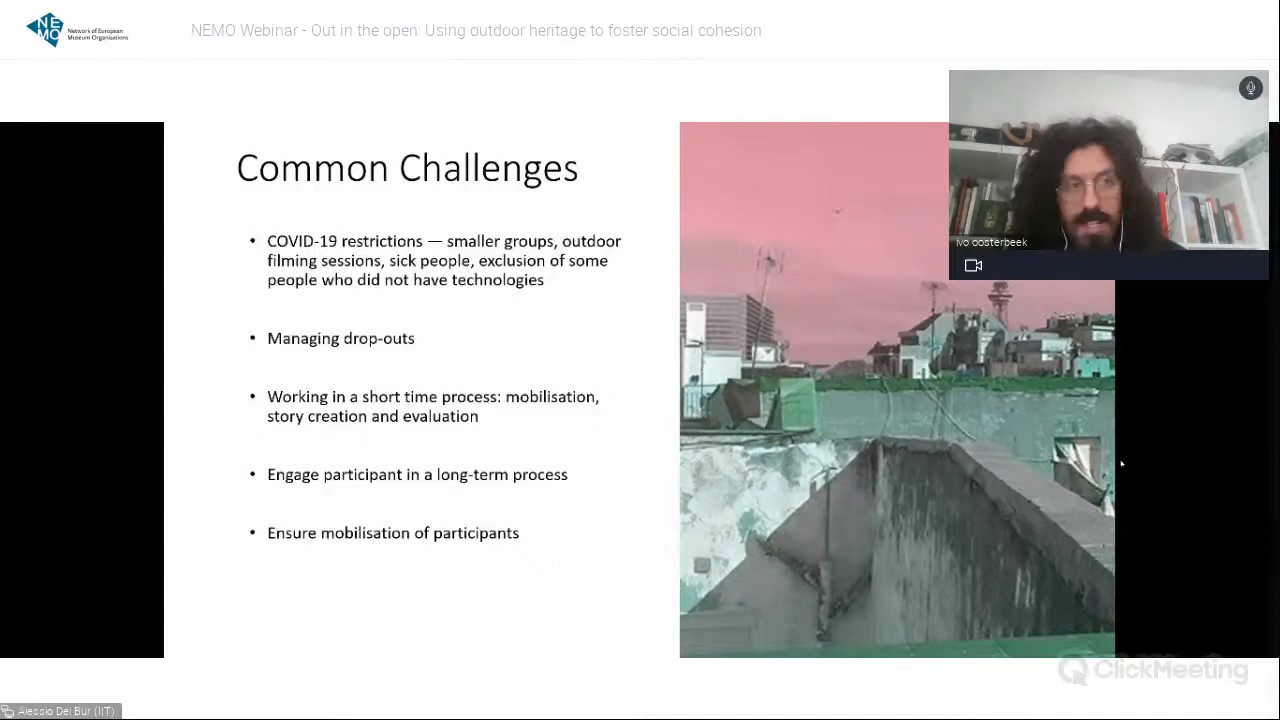 NE
MO
Network of European
Museum Organisations
NEMO Webinar - Out in the open: Using outdoor heritage to foster social cohesion
ivo oosterbeek
Common Challenges
• COVID-19 restrictions — smaller groups, outdoor
filming sessions, sick people, exclusion of some
people who did not have technologies
• Managing drop-outs
• Working in a short time process: mobilisation,
story creation and evaluation
• Engage participant in a long-term process
• Ensure mobilisation of participants
ClickMeeting
Alessio Del Bur (IIT)